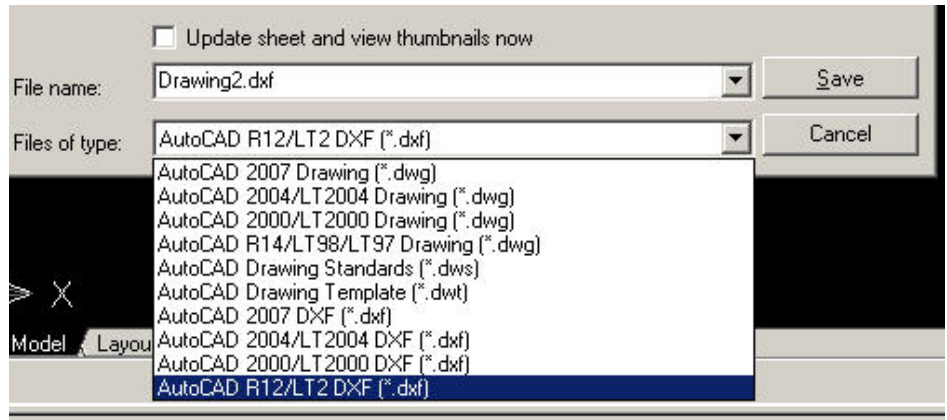 Update sheet and view thumbnails now
File name: Drawing2.dxf Save
Files of type: AutoCAD R12/LT2 DXF (*.dxf) Cancel
AutoCAD 2007 Drawing (*.dwg)
AutoCAD 2004/LT2004 Drawing (*.dwg)
AutoCAD 2000/LT2000 Drawing (*.dwg)
AutoCAD R14/LT98/LT97 Drawing (*.dwg)
AutoCAD Drawing Standards (*.dws)
AutoCAD Drawing Template (*.dwt)
AutoCAD 2007 DXF (*.dxf)
AutoCAD 2004/LT2004 DXF (*.dxf)
AutoCAD 2000/LT2000 DXF (*.dxf)
AutoCAD R12/LT2 DXF (*.dxf)
X
Model Layou